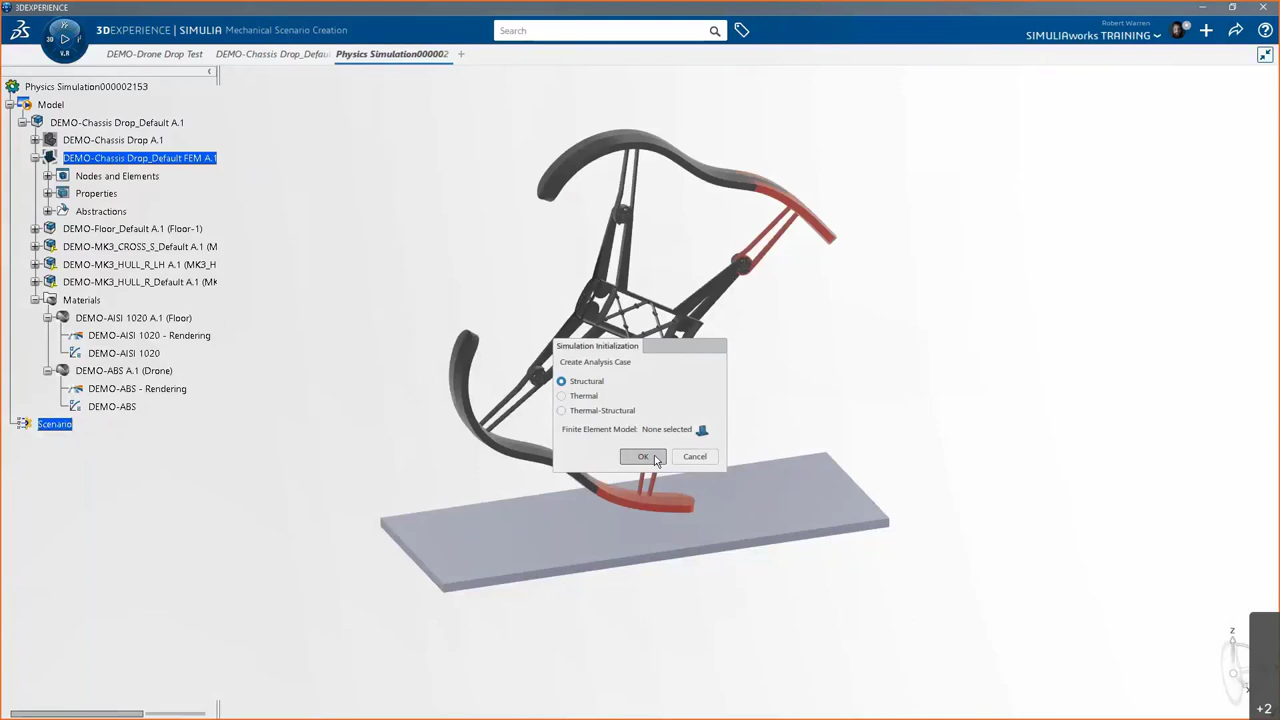 3DEXPERIENCE
3DEXPERIENCE | SIMULIA Mechanical Scenario Creation
Search
Robert Warren
SIMULIAworks TRAINING
3D
V.R
DEMO-Drone Drop Test
DEMO-Chassis Drop_Defau
Physics Simulation000002
+
Physics Simulation000002153
Model
DEMO-Chassis Drop_Default A.1
DEMO-Chassis Drop A.1
DEMO-Chassis Drop_Default FEM A.1
Nodes and Elements
Properties
Abstractions
DEMO-Floor_Default A.1 (Floor-1)
DEMO-MK3_CROSS_S_Default A.1 (M
DEMO-MK3_HULL_R_LH A.1 (MK3_H
DEMO-MK3_HULL_R_Default A.1 (MK
Materials
DEMO-AISI 1020 A.1 (Floor)
DEMO-AISI 1020 - Rendering
DEMO-AISI 1020
DEMO-ABS A.1 (Drone)
DEMO-ABS - Rendering
DEMO-ABS
Scenario
Simulation Initialization
Create Analysis Case
Structural
Thermal
Thermal-Structural
Finite Element Model: None selected
OK
Cancel
Z
+2